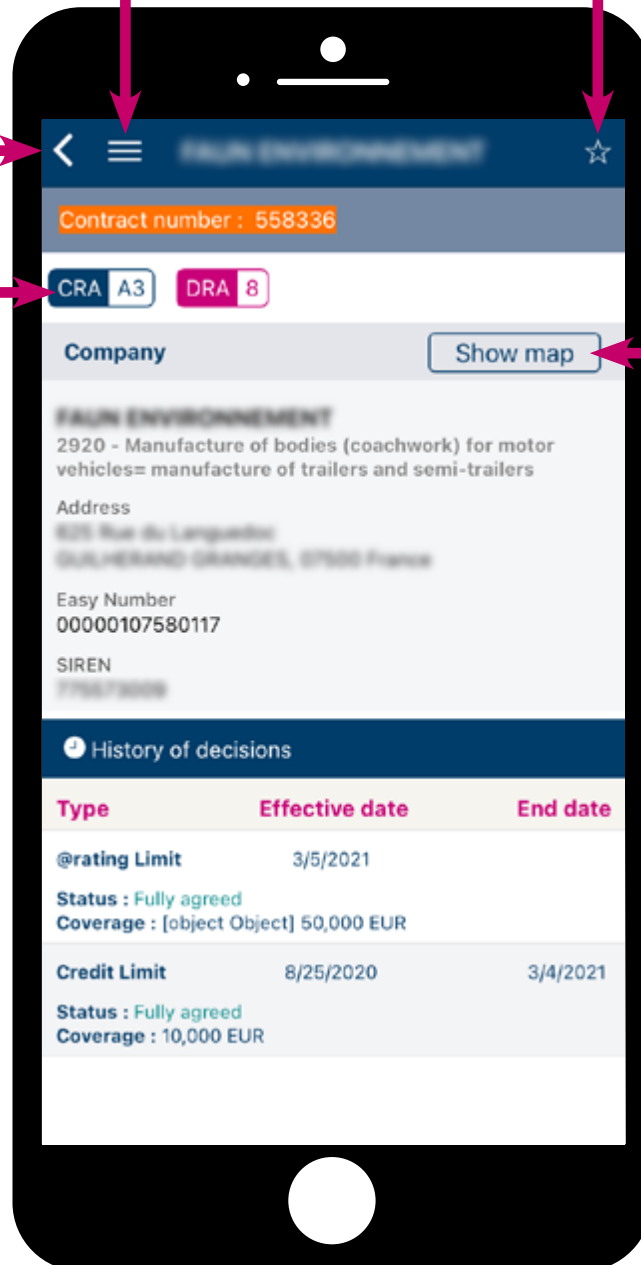 Contract number : 558336
CRA A3 DRA 8
Company Show map
2920 - Manufacture of bodies (coachwork) for motor
vehicles= manufacture of trailers and semi-trailers
Address
Easy Number
00000107580117
SIREN
History of decisions
Type Effective date End date
@rating Limit 3/5/2021
Status : Fully agreed
Coverage : [object Object] 50,000 EUR
Credit Limit 8/25/2020 3/4/2021
Status : Fully agreed
Coverage : 10,000 EUR